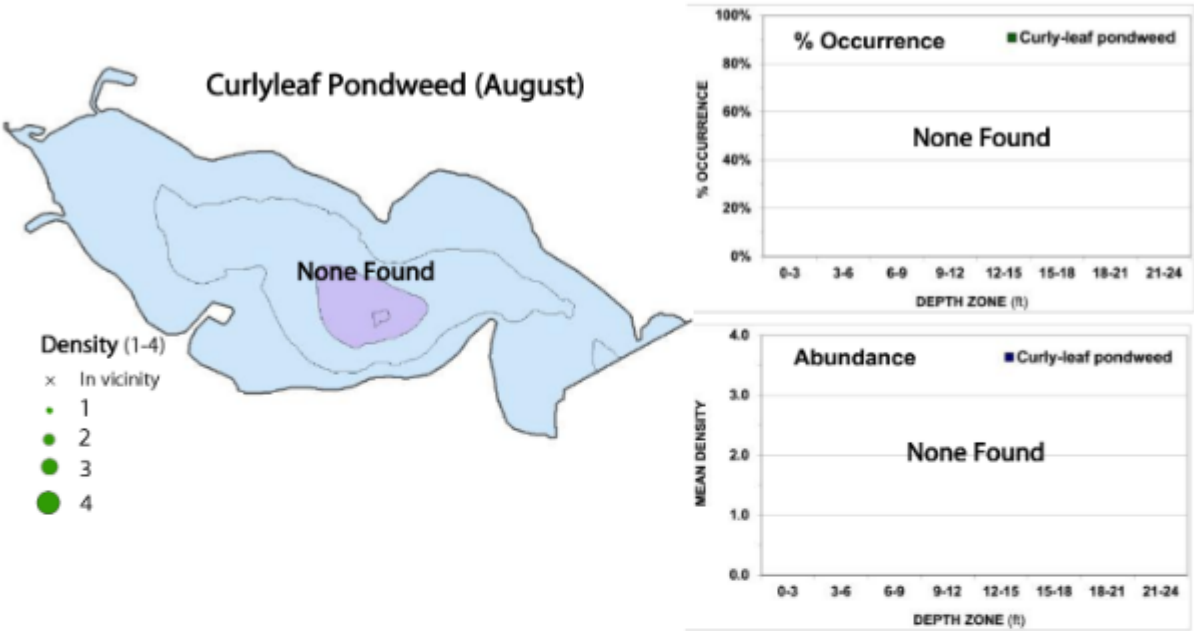 Curlyleaf Pondweed (August)
None Found
Density (1-4)
In vicinity
1
2
3
4
% Occurrence
Curly-leaf pondweed
% OCCURRENCE
100%
80%
60%
40%
20%
0%
None Found
0-3 3-6 6-9 9-12 12-15 15-18 18-21 21-24
DEPTH ZONE (ft)
Abundance
Curly-leaf pondweed
MEAN DENSITY
4.0
3.0
2.0
1.0
0.0
None Found
0-3 3-6 6-9 9-12 12-15 15-18 18-21 21-24
DEPTH ZONE (ft)